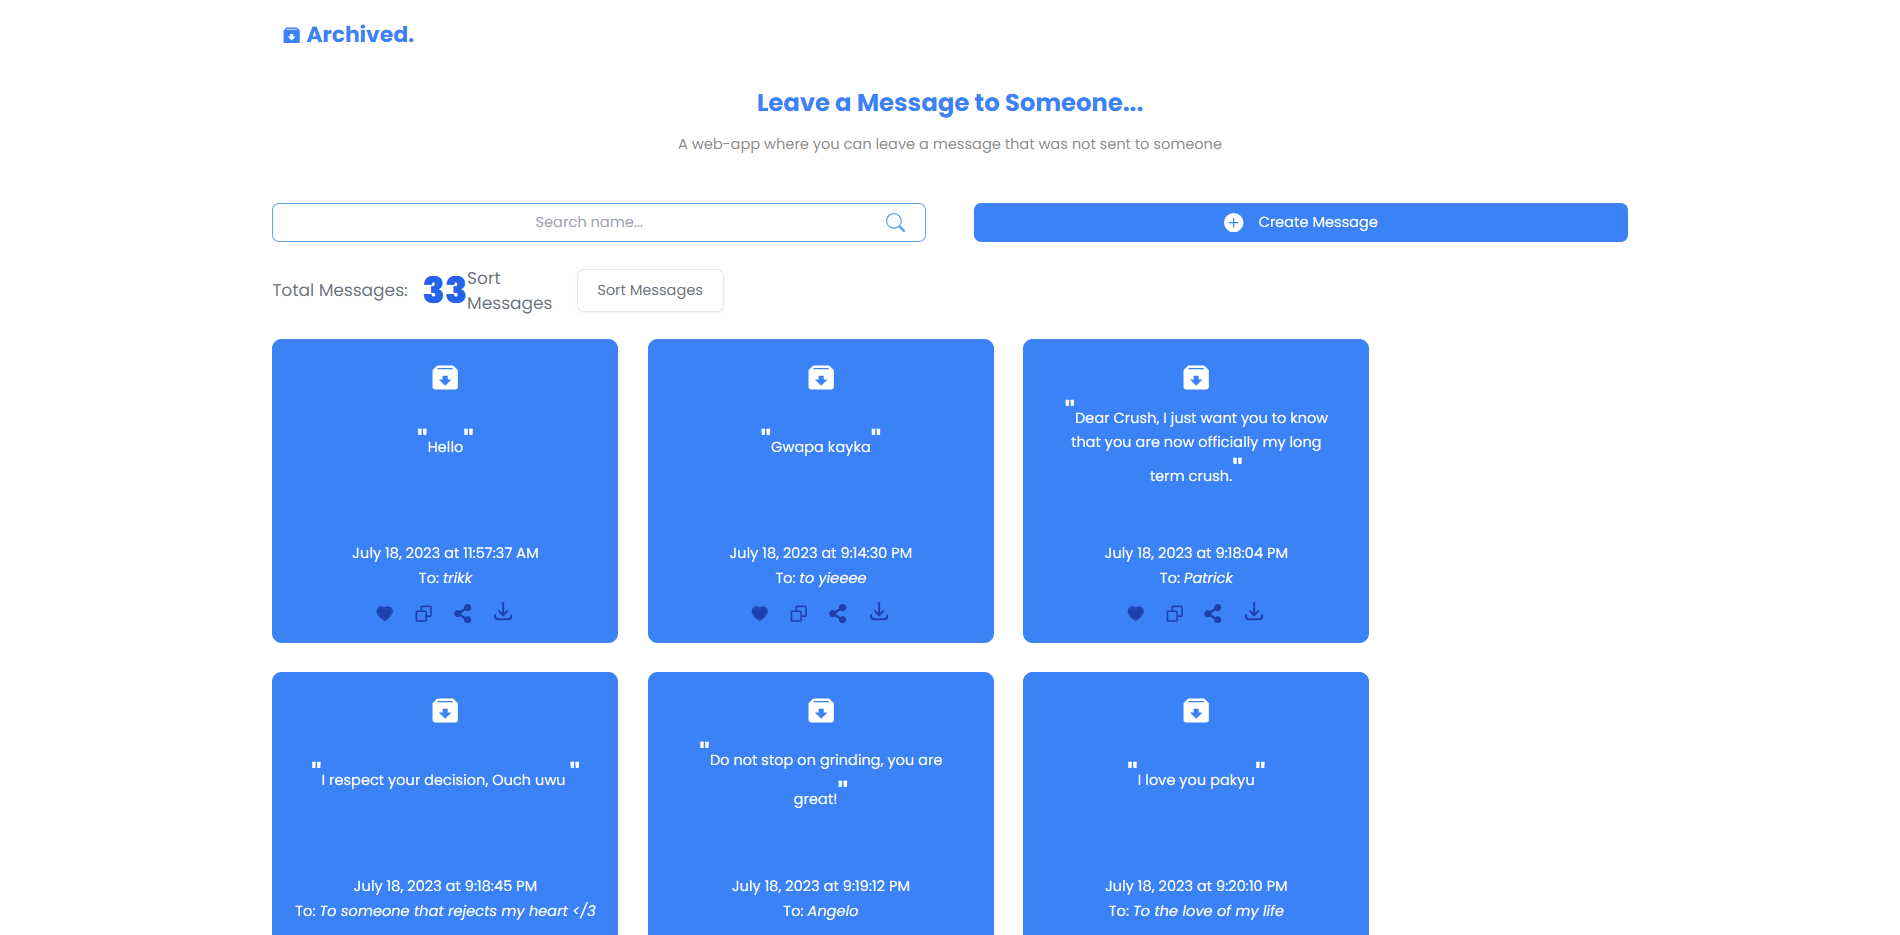 Archived.
Leave a Message to Someone...
A web-app where you can leave a message that was not sent to someone
Search name...
Create Message
Total Messages: 33
Sort
Messages
Sort Messages
"Hello"
July 18, 2023 at 11:57:37 AM
To: trikk
"Gwapa kayka"
July 18, 2023 at 9:14:30 PM
To: to yieeee
"Dear Crush, I just want you to know
that you are now officially my long
term crush."
July 18, 2023 at 9:18:04 PM
To: Patrick
"I respect your decision, Ouch uwu "
July 18, 2023 at 9:18:45 PM
To: To someone that rejects my heart </3
"Do not stop on grinding, you are
great!"
July 18, 2023 at 9:19:12 PM
To: Angelo
"I love you pakyu"
July 18, 2023 at 9:20:10 PM
To: To the love of my life